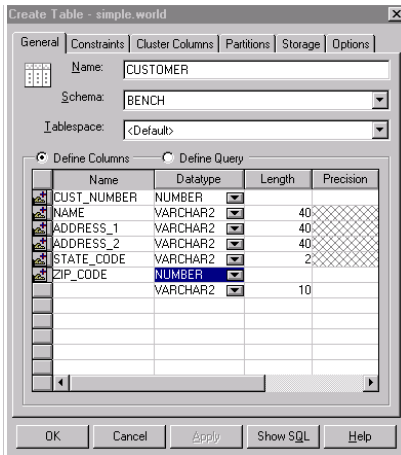 Create Table - simple.world
General Constraints Cluster Columns Partitions Storage Options
Name: CUSTOMER
Schema: BENCH
Tablespace: <Default>
Define Columns Define Query
Name Datatype Length Precision
CUST_NUMBER NUMBER
NAME VARCHAR2 40
ADDRESS_1 VARCHAR2 40
ADDRESS_2 VARCHAR2 40
STATE_CODE VARCHAR2 2
ZIP_CODE NUMBER
VARCHAR2 10
OK Cancel Apply Show SQL Help